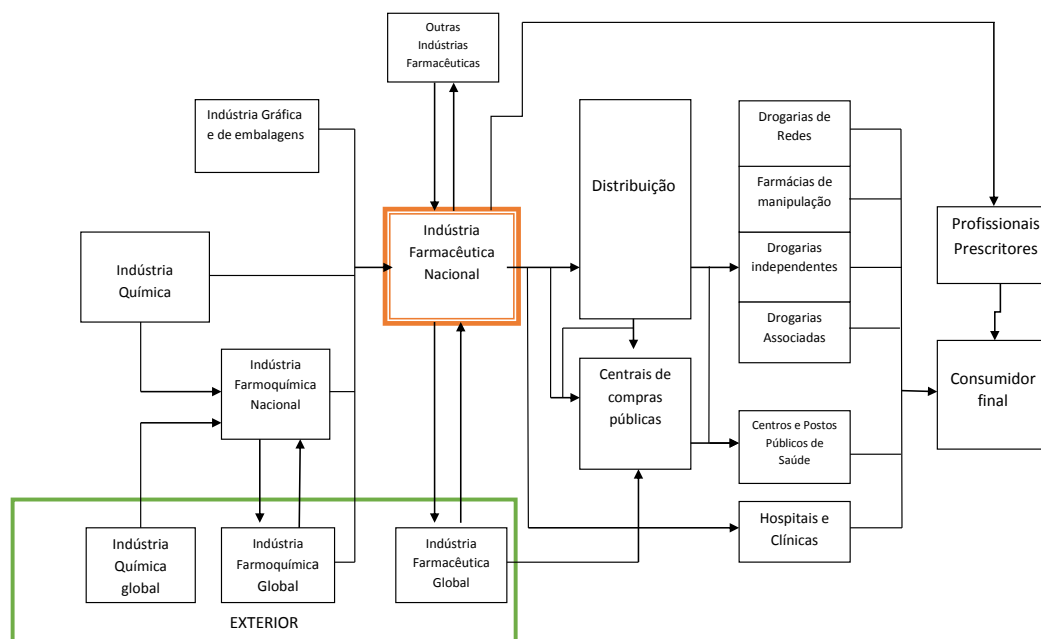 Outras
Indústrias
Farmacêuticas
Indústria Gráfica
e de embalagens
Distribuição
Drogarias de
Redes
Farmácias de
manipulação
Indústria
Farmacêutica
Nacional
Profissionais
Prescritores
Indústria
Química
Drogarias
independentes
Drogarias
Associadas
Indústria
Farmoquímica
Nacional
Centrais de
compras
públicas
Consumidor
final
Centros e Postos
Públicos de
Saúde
Hospitais e
Clínicas
Indústria
Química
global
Indústria
Farmoquímica
Global
Indústria
Farmacêutica
Global
EXTERIOR